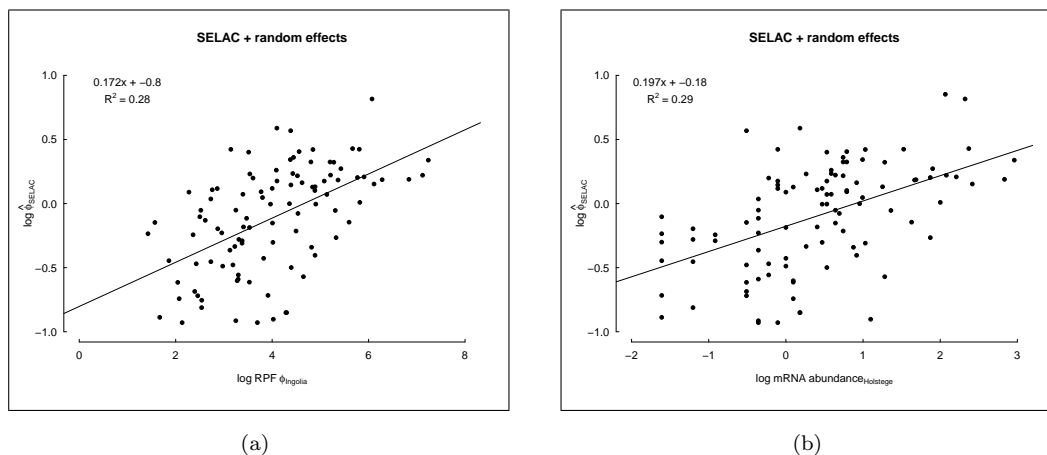 SELAC + random effects
0.172x + −0.8
R² = 0.28
1.0
0.5
0.0
−0.5
−1.0
log ϕ̂SELAC
0 2 4 6 8
log RPF ϕIngolia
(a)
SELAC + random effects
0.197x + −0.18
R² = 0.29
1.0
0.5
0.0
−0.5
−1.0
log ϕ̂SELAC
−2 −1 0 1 2 3
log mRNA abundanceHolstege
(b)